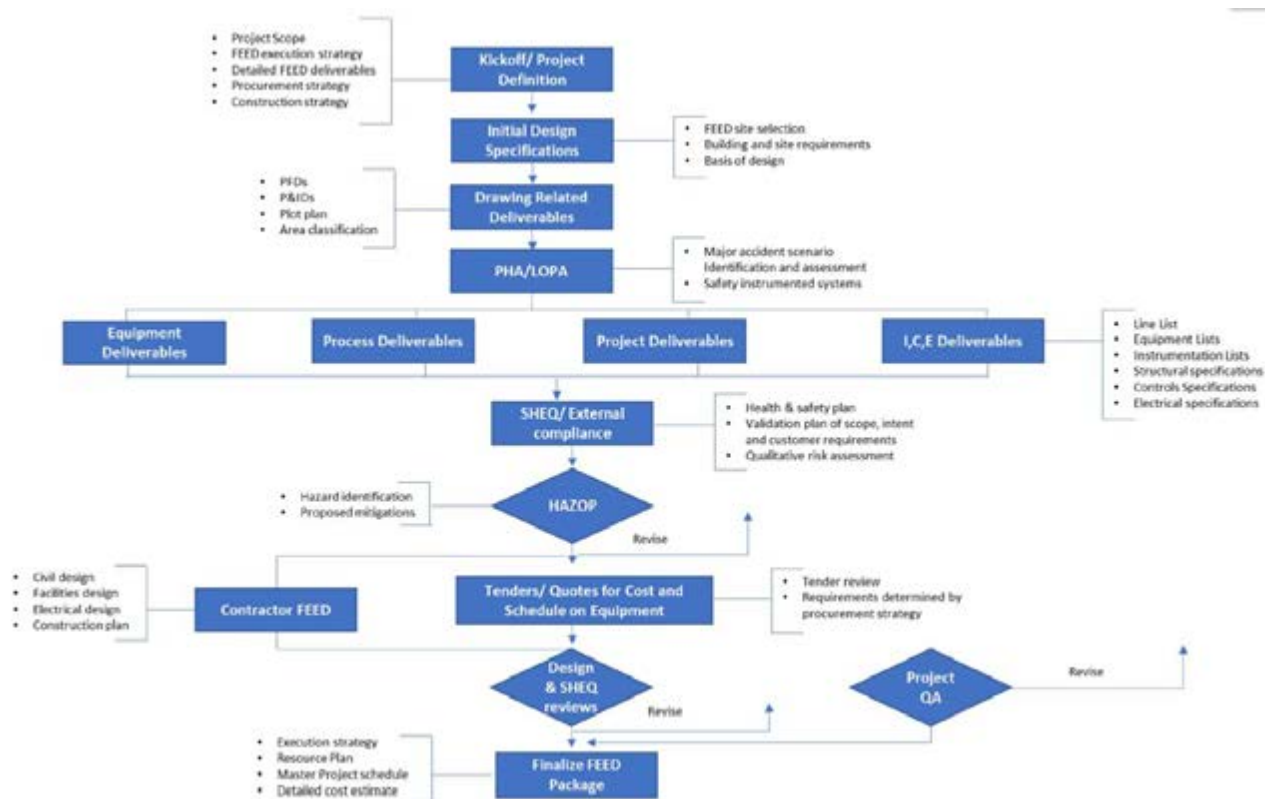 • Project Scope
• FEED execution strategy
• Detailed FEED deliverables
• Procurement strategy
• Construction strategy
Kickoff/ Project
Definition
Initial Design
Specifications
• FEED site selection
• Building and site requirements
• Basis of design
• PFDs
• P&IDs
• Plot plan
• Area classification
Drawing Related
Deliverables
PHA/LOPA
• Major accident scenario
Identification and assessment
• Safety instrumented systems
Equipment
Deliverables
Process Deliverables
Project Deliverables
I,C,E Deliverables
• Line List
• Equipment Lists
• Instrumentation Lists
• Structural specifications
• Controls Specifications
• Electrical specifications
SHEQ/ External
compliance
• Health & safety plan
• Validation plan of scope, intent
and customer requirements
• Qualitative risk assessment
• Hazard identification
• Proposed mitigations
HAZOP
Revise
• Civil design
• Facilities design
• Electrical design
• Construction plan
Contractor FEED
Tenders/ Quotes for Cost and
Schedule on Equipment
• Tender review
• Requirements determined by
procurement strategy
Design
& SHEQ
reviews
Revise
Project
QA
Revise
• Execution strategy
• Resource Plan
• Master Project schedule
• Detailed cost estimate
Finalize FEED
Package